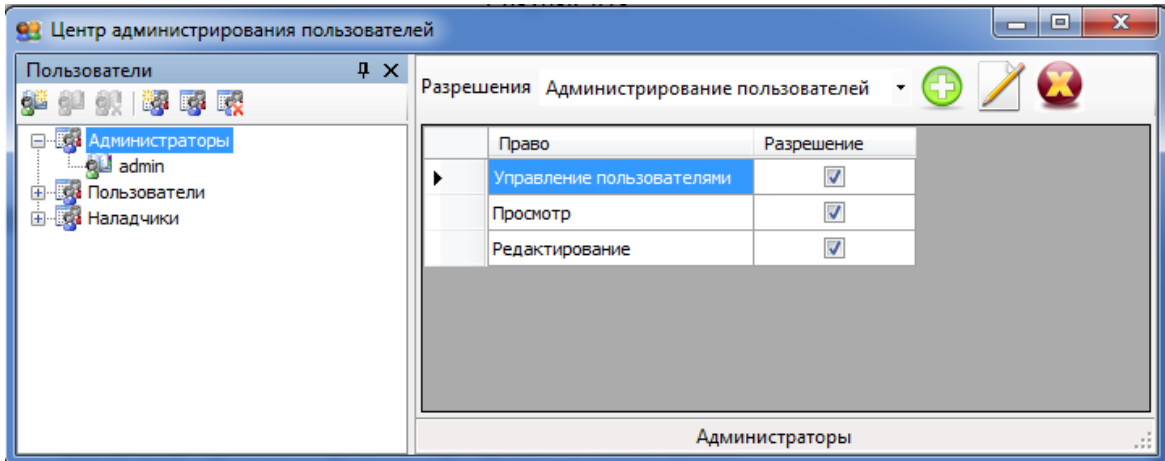 Центр администрирования пользователей
Пользователи
Администраторы
admin
Пользователи
Наладчики
Разрешения Администрирование пользователей
Право Разрешение
Управление пользователями
Просмотр
Редактирование
Администраторы